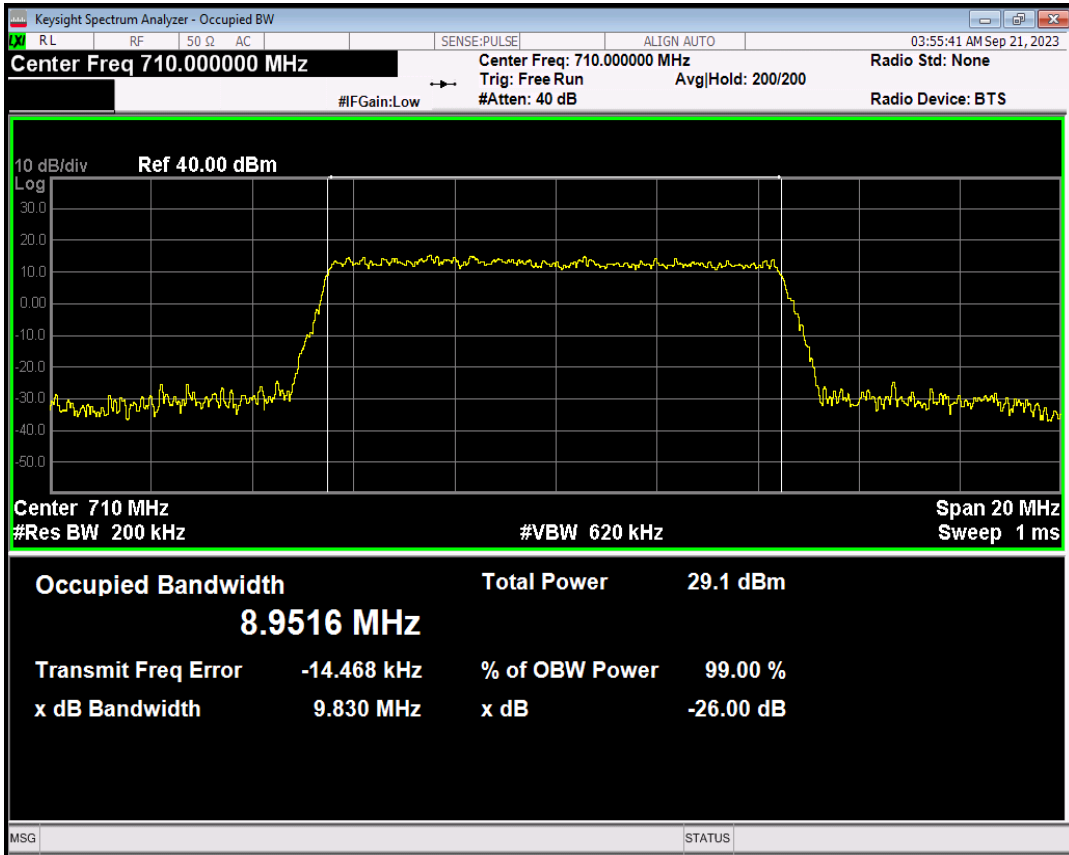 Keysight Spectrum Analyzer - Occupied BW
LXI RL RF 50 Ω AC SENSE:PULSE ALIGN AUTO 03:55:41 AM Sep 21, 2023
Center Freq 710.000000 MHz Center Freq: 710.000000 MHz Radio Std: None
Trig: Free Run Avg|Hold: 200/200
#IFGain:Low #Atten: 40 dB Radio Device: BTS
10 dB/div Ref 40.00 dBm
Log
30.0
20.0
10.0
0.00
-10.0
-20.0
-30.0
-40.0
-50.0
Center 710 MHz Span 20 MHz
#Res BW 200 kHz #VBW 620 kHz Sweep 1 ms
Occupied Bandwidth Total Power 29.1 dBm
8.9516 MHz
Transmit Freq Error -14.468 kHz % of OBW Power 99.00 %
x dB Bandwidth 9.830 MHz x dB -26.00 dB
MSG STATUS